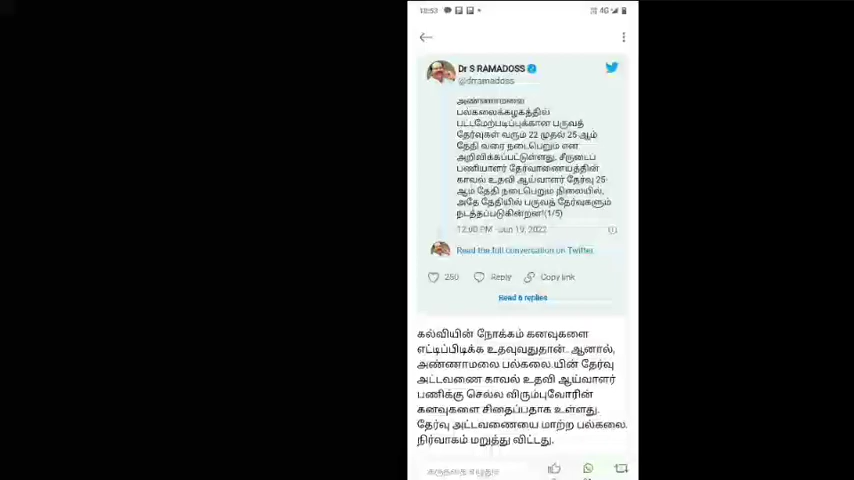 18:53
4G
Dr S RAMADOSS
@drramadoss
அண்ணாமலை
பல்கலைக்கழகத்தில்
பட்டமேற்படிப்புக்கான பருவத்
தேர்வுகள் வரும் 22 முதல் 25-ஆம்
தேதி வரை நடைபெறும் என
அறிவிக்கப்பட்டுள்ளது. சீருடைப்
பணியாளர் தேர்வாணையத்தின்
காவல் உதவி ஆய்வாளர் தேர்வு 25-
ஆம் தேதி நடைபெறும் நிலையில்,
அதே தேதியில் பருவத் தேர்வுகளும்
நடத்தப்படுகின்றன!(1/5)
12:00 PM · Jun 19, 2022
Read the full conversation on Twitter
250 Reply Copy link
Read 6 replies
கல்வியின் நோக்கம் கனவுகளை
எட்டிப்பிடிக்க உதவுவதுதான்.. ஆனால்,
அண்ணாமலை பல்கலை.யின் தேர்வு
அட்டவணை காவல் உதவி ஆய்வாளர்
பணிக்கு செல்ல விரும்புவோரின்
கனவுகளை சிதைப்பதாக உள்ளது.
தேர்வு அட்டவணையை மாற்ற பல்கலை.
நிர்வாகம் மறுத்து விட்டது.
கருத்தை எழுதுக